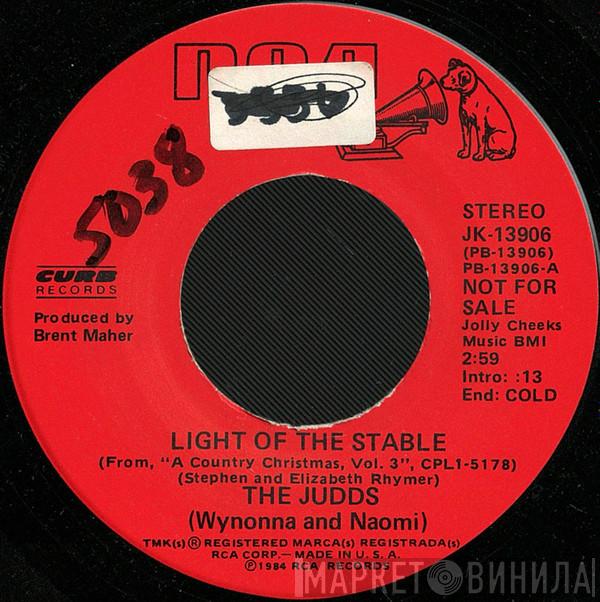 RCA
5038
STEREO
JK-13906
(PB-13906)
PB-13906-A
NOT FOR
SALE
Jolly Cheeks
Music BMI
2:59
Intro: :13
End: COLD
CURB
RECORDS
Produced by
Brent Maher
LIGHT OF THE STABLE
(From, "A Country Christmas, Vol. 3", CPL1-5178)
(Stephen and Elizabeth Rhymer)
THE JUDDS
(Wynonna and Naomi)
TMK(s) ® REGISTERED MARCA(s) REGISTRADA(s)
RCA CORP.— MADE IN U. S. A.
℗1984 RCA RECORDS
МАРКЕТ ВИНИЛА